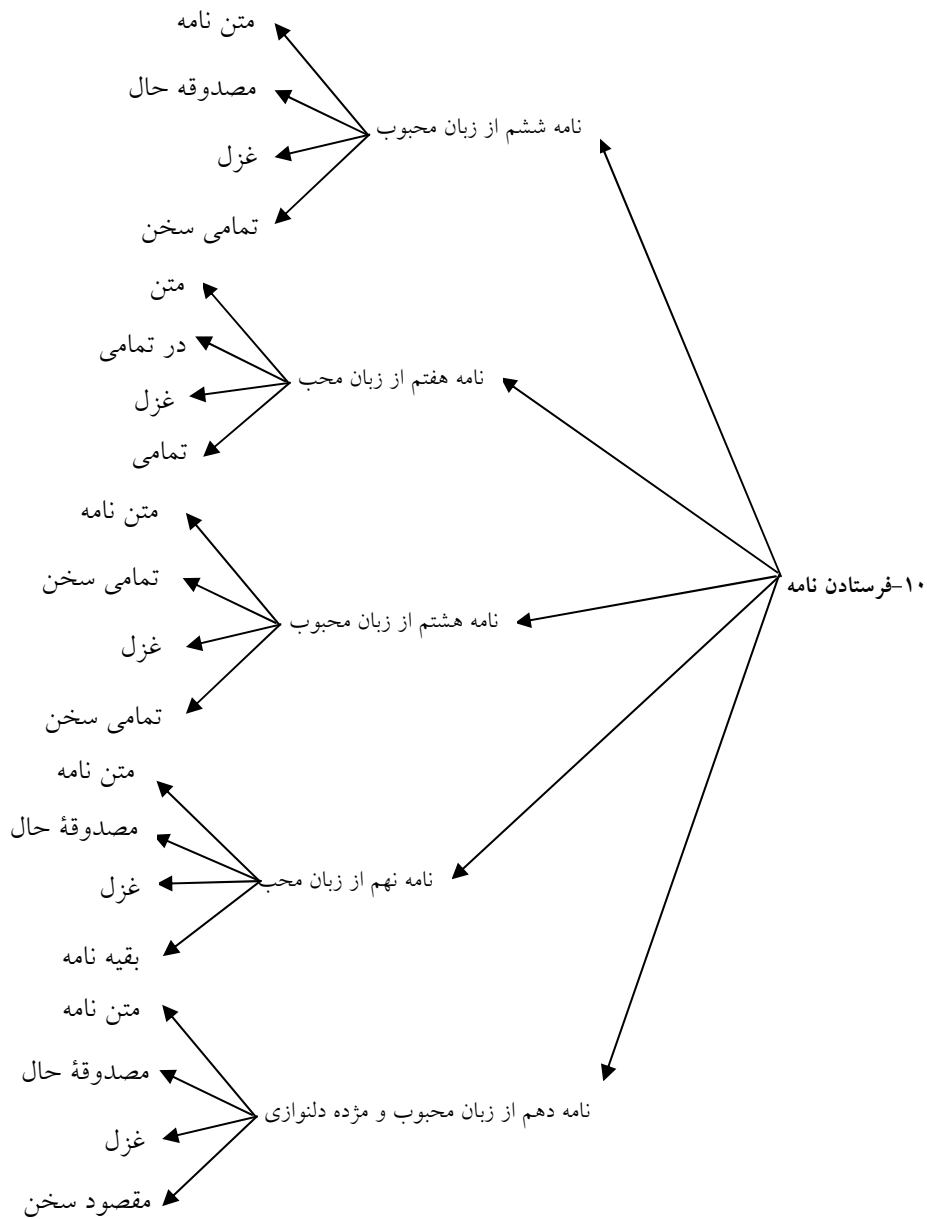 ۱۰-فرستادن نامه
نامه ششم از زبان محبوب
متن نامه
مصدوقه حال
غزل
تمامی سخن
نامه هفتم از زبان محب
متن
در تمامی
غزل
تمامی
نامه هشتم از زبان محبوب
متن نامه
تمامی سخن
غزل
تمامی سخن
نامه نهم از زبان محب
متن نامه
مصدوقۀ حال
غزل
بقیه نامه
نامه دهم از زبان محبوب و مژده دلنوازی
متن نامه
مصدوقۀ حال
غزل
مقصود سخن